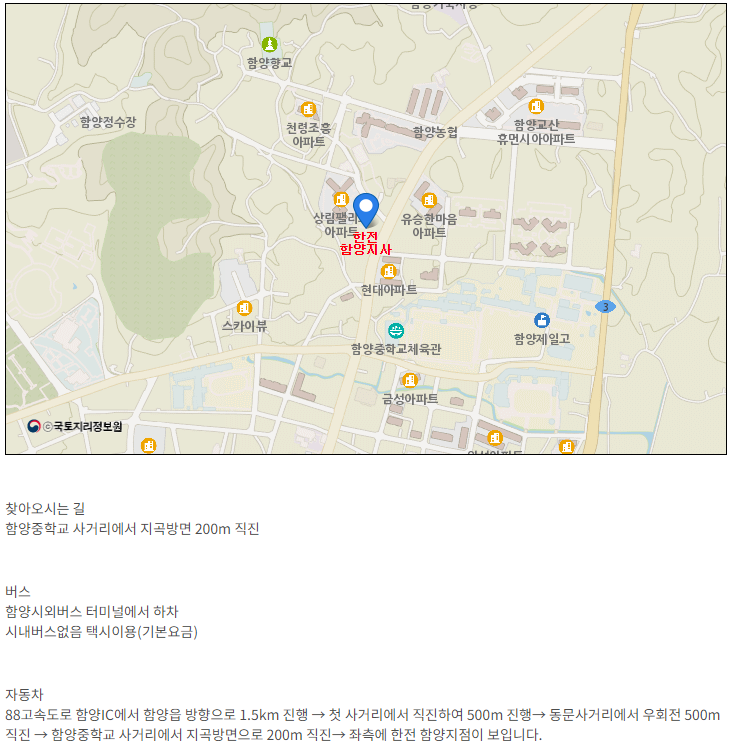 함양향교
함양정수장
천령조흥
아파트
함양농협
함양교산
휴먼시아아파트
상림팰리스
아파트
유승한마음
아파트
한전
함양지사
현대아파트
스카이뷰
3
함양제일고
함양중학교체육관
금성아파트
ⓒ국토지리정보원
찾아오시는 길
함양중학교 사거리에서 지곡방면 200m 직진
버스
함양시외버스 터미널에서 하차
시내버스없음 택시이용(기본요금)
자동차
88고속도로 함양IC에서 함양읍 방향으로 1.5km 진행 → 첫 사거리에서 직진하여 500m 진행→ 동문사거리에서 우회전 500m
직진 → 함양중학교 사거리에서 지곡방면으로 200m 직진→ 좌측에 한전 함양지점이 보입니다.